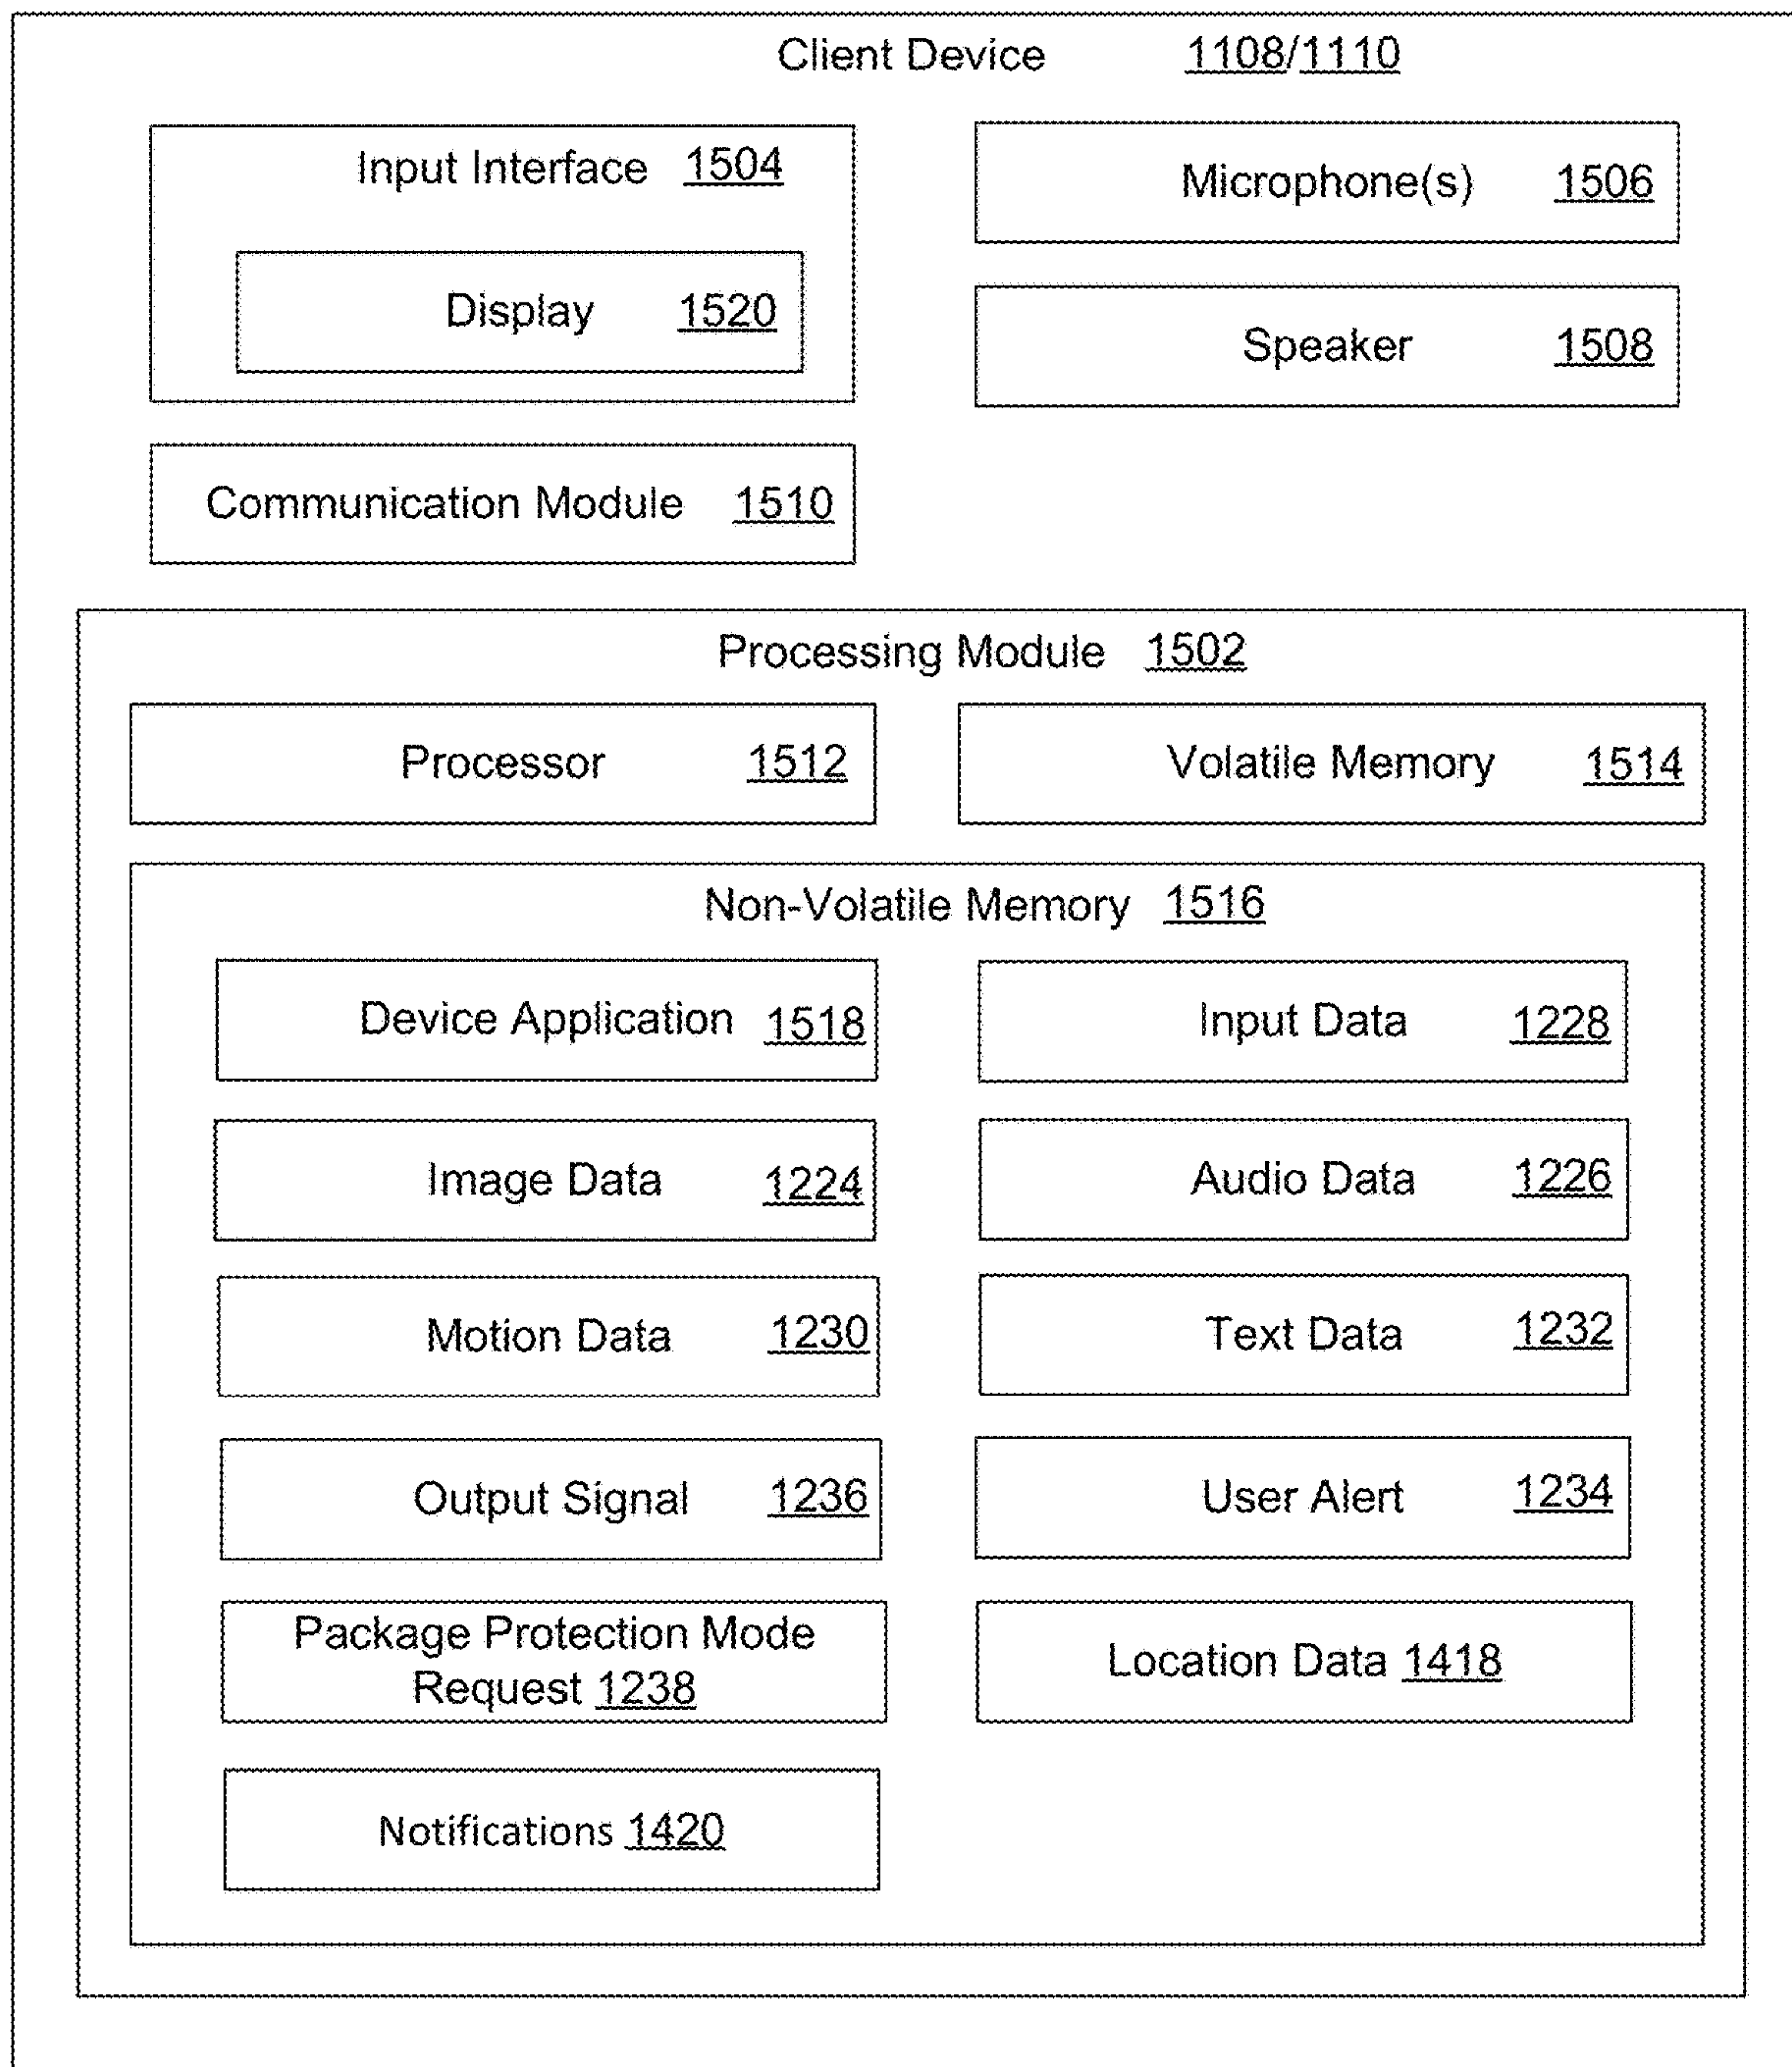 Client Device 1108/1110
Input Interface 1504
Microphone(s) 1506
Display 1520
Speaker 1508
Communication Module 1510
Processing Module 1502
Processor 1512
Volatile Memory 1514
Non-Volatile Memory 1516
Device Application 1518
Input Data 1228
Image Data 1224
Audio Data 1226
Motion Data 1230
Text Data 1232
Output Signal 1236
User Alert 1234
Package Protection Mode
Request 1238
Location Data 1418
Notifications 1420